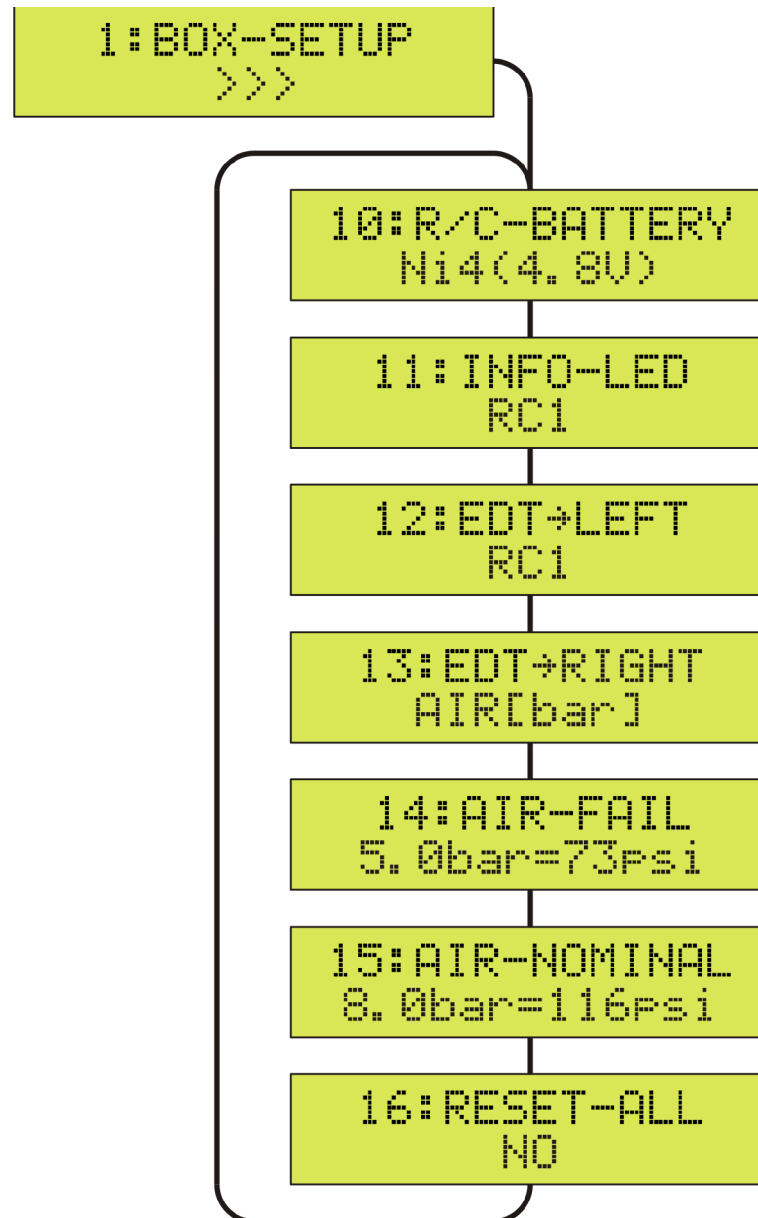 1:BOX-SETUP
>>>
10:R/C-BATTERY
Ni4(4.8V)
11:INFO-LED
RC1
12:EDT→LEFT
RC1
13:EDT→RIGHT
AIR[bar]
14:AIR-FAIL
5.0bar=73psi
15:AIR-NOMINAL
8.0bar=116psi
16:RESET-ALL
NO